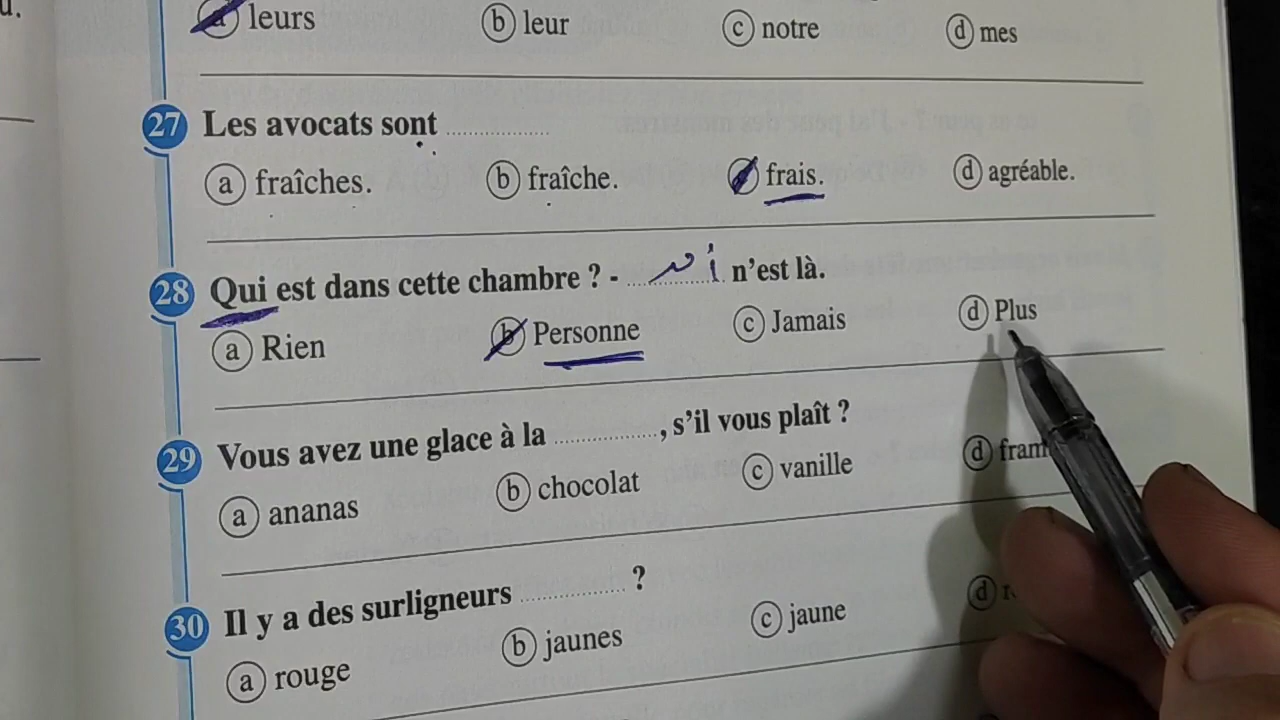 u.
a leurs b leur c notre d mes
27 Les avocats sont ..................
a fraîches. b fraîche. c frais. d agréable.
28 Qui est dans cette chambre ? - .................. n'est là.
a Rien b Personne c Jamais d Plus
29 Vous avez une glace à la .................., s'il vous plaît ?
a ananas b chocolat c vanille d
30 Il y a des surligneurs .................. ?
a rouge b jaunes c jaune d